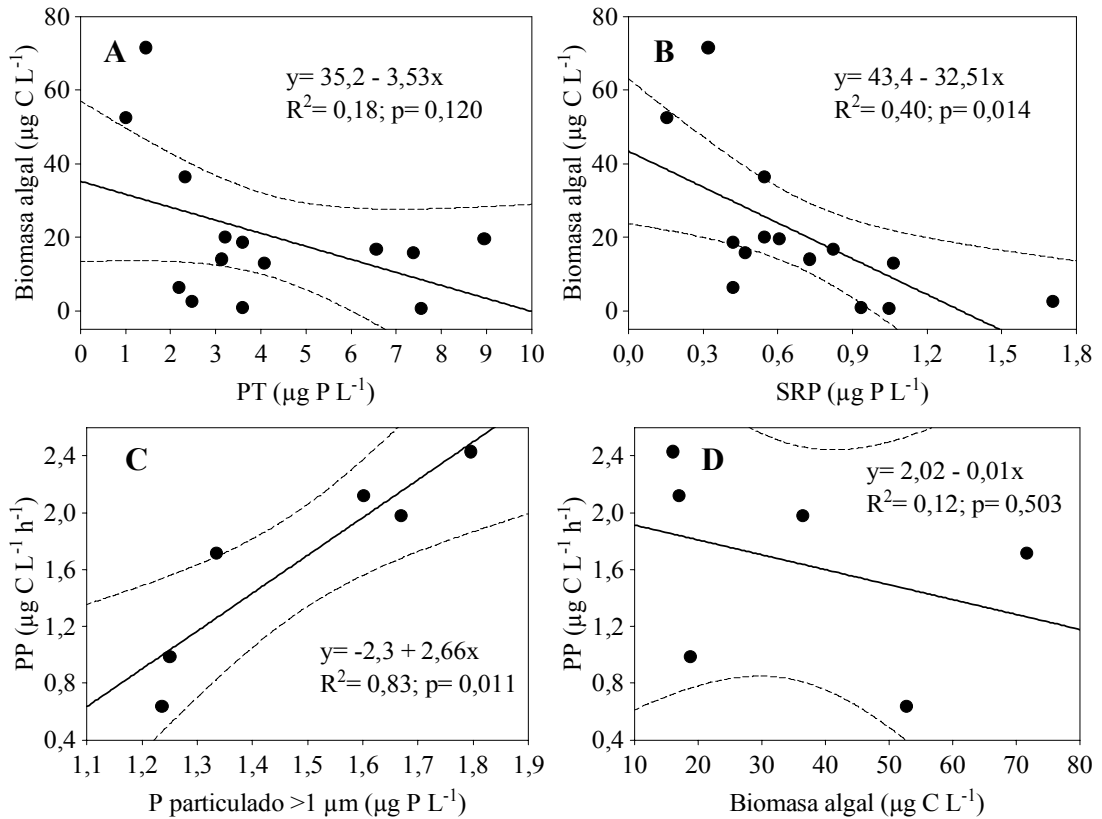 A
y= 35,2 - 3,53x
R²= 0,18; p= 0,120
Biomasa algal (µg C L⁻¹)
80
60
40
20
0
0 1 2 3 4 5 6 7 8 9 10
PT (µg P L⁻¹)
B
y= 43,4 - 32,51x
R²= 0,40; p= 0,014
Biomasa algal (µg C L⁻¹)
80
60
40
20
0
0,0 0,3 0,6 0,9 1,2 1,5 1,8
SRP (µg P L⁻¹)
C
y= -2,3 + 2,66x
R²= 0,83; p= 0,011
PP (µg C L⁻¹ h⁻¹)
2,4
2,0
1,6
1,2
0,8
0,4
1,1 1,2 1,3 1,4 1,5 1,6 1,7 1,8 1,9
P particulado >1 µm (µg P L⁻¹)
D
y= 2,02 - 0,01x
R²= 0,12; p= 0,503
PP (µg C L⁻¹ h⁻¹)
2,4
2,0
1,6
1,2
0,8
0,4
10 20 30 40 50 60 70 80
Biomasa algal (µg C L⁻¹)